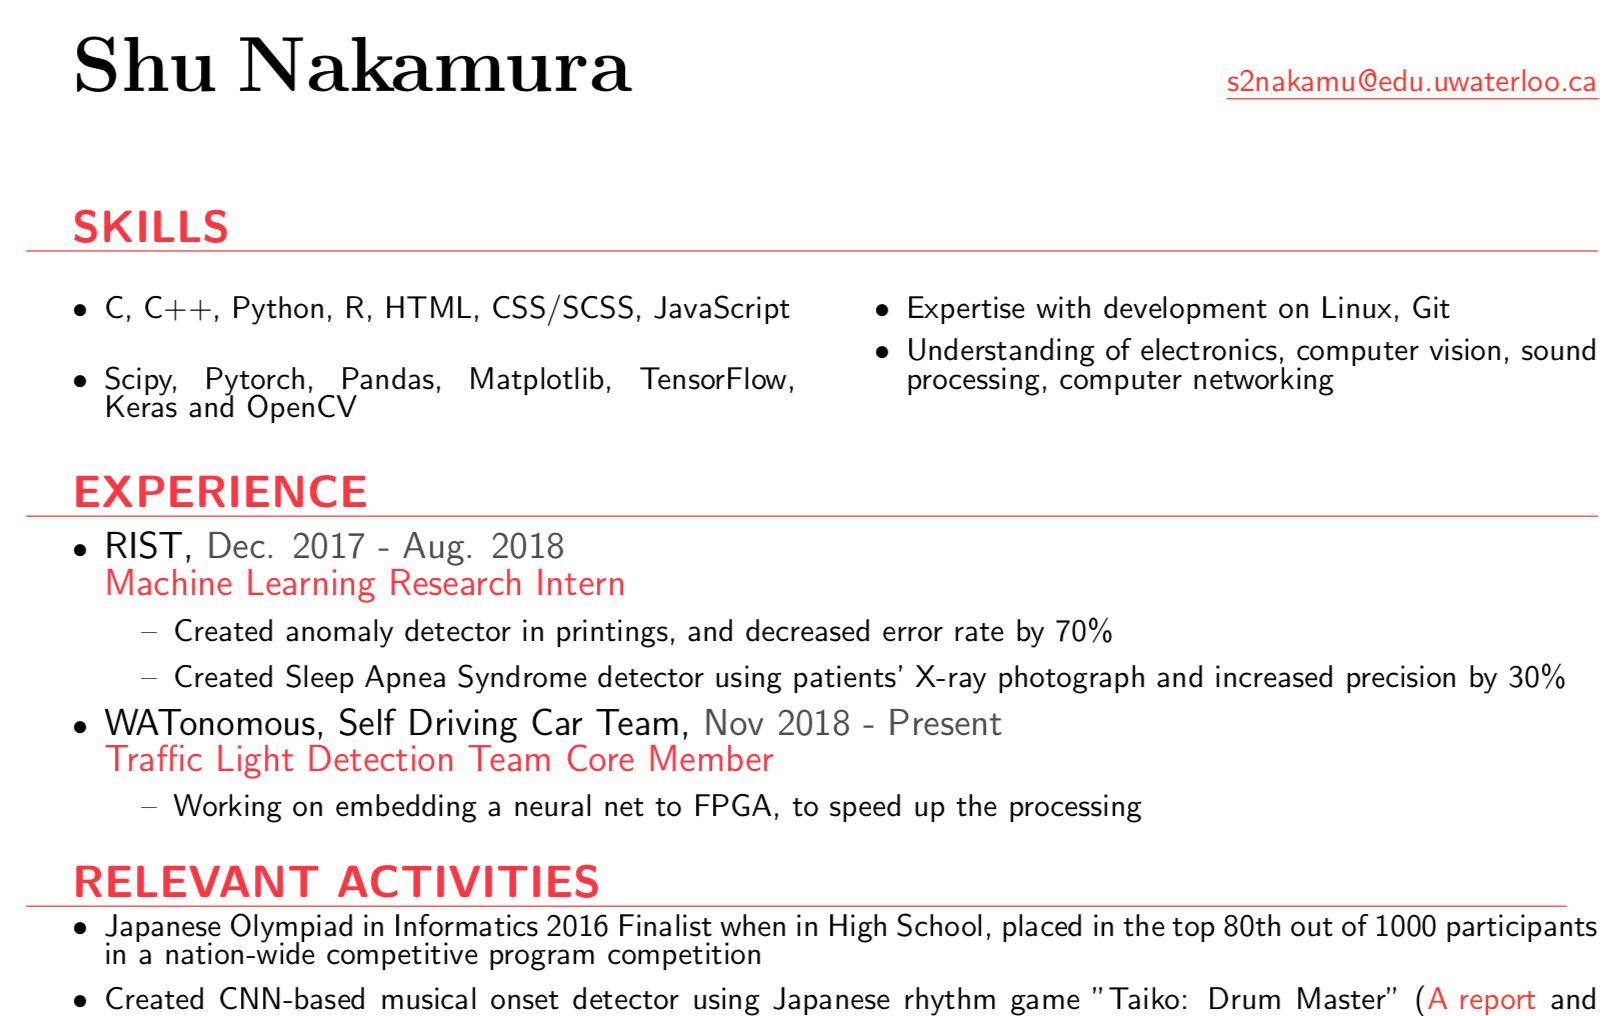 Shu Nakamura
s2nakamu@edu.uwaterloo.ca
SKILLS
• C, C++, Python, R, HTML, CSS/SCSS, JavaScript
• Scipy, Pytorch, Pandas, Matplotlib, TensorFlow,
Keras and OpenCV
• Expertise with development on Linux, Git
• Understanding of electronics, computer vision, sound
processing, computer networking
EXPERIENCE
• RIST, Dec. 2017 - Aug. 2018
Machine Learning Research Intern
– Created anomaly detector in printings, and decreased error rate by 70%
– Created Sleep Apnea Syndrome detector using patients' X-ray photograph and increased precision by 30%
• WATonomous, Self Driving Car Team, Nov 2018 - Present
Traffic Light Detection Team Core Member
– Working on embedding a neural net to FPGA, to speed up the processing
RELEVANT ACTIVITIES
• Japanese Olympiad in Informatics 2016 Finalist when in High School, placed in the top 80th out of 1000 participants
in a nation-wide competitive program competition
• Created CNN-based musical onset detector using Japanese rhythm game "Taiko: Drum Master" (A report and